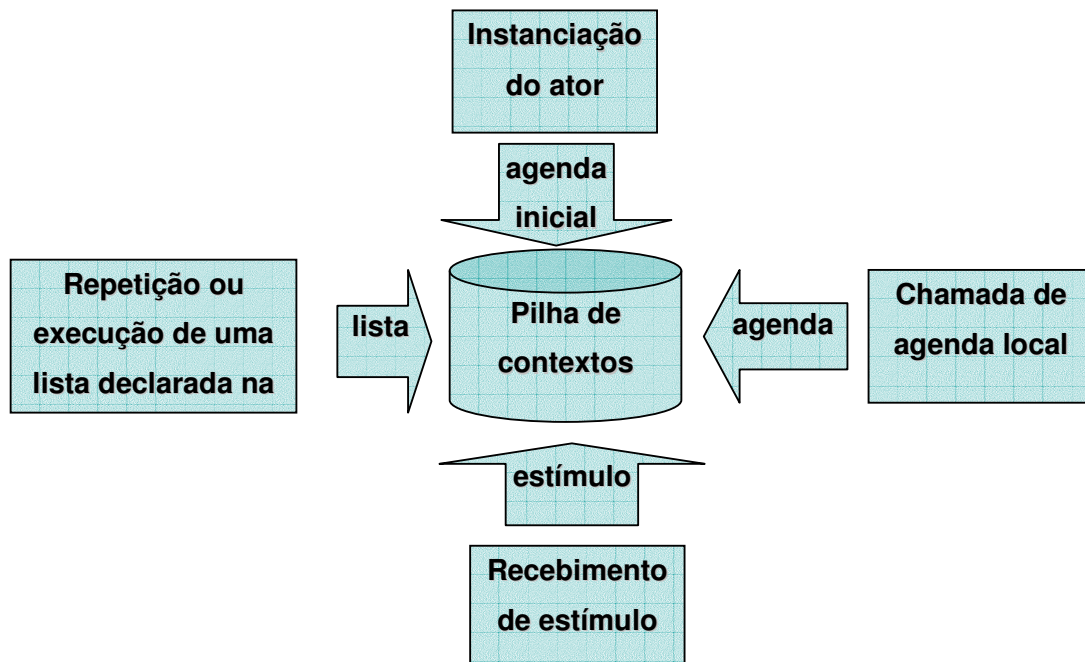 Instanciação
do ator
agenda
inicial
Repetição ou
execução de uma
lista declarada na
lista
Pilha de
contextos
agenda
Chamada de
agenda local
estímulo
Recebimento
de estímulo